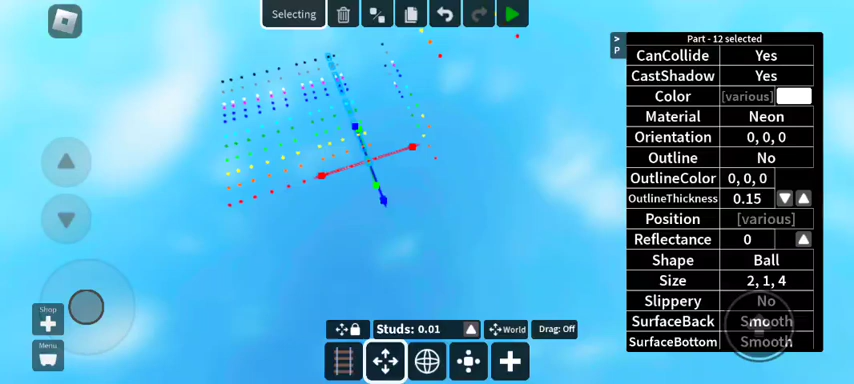 Selecting
>
P
Part - 12 selected
CanCollide Yes
CastShadow Yes
Color [various]
Material Neon
Orientation 0, 0, 0
Outline No
OutlineColor 0, 0, 0
OutlineThickness 0.15
Position [various]
Reflectance 0
Shape Ball
Size 2, 1, 4
Slippery No
SurfaceBack Smooth
SurfaceBottom Smooth
Shop
Menu
Studs: 0.01
World
Drag: Off